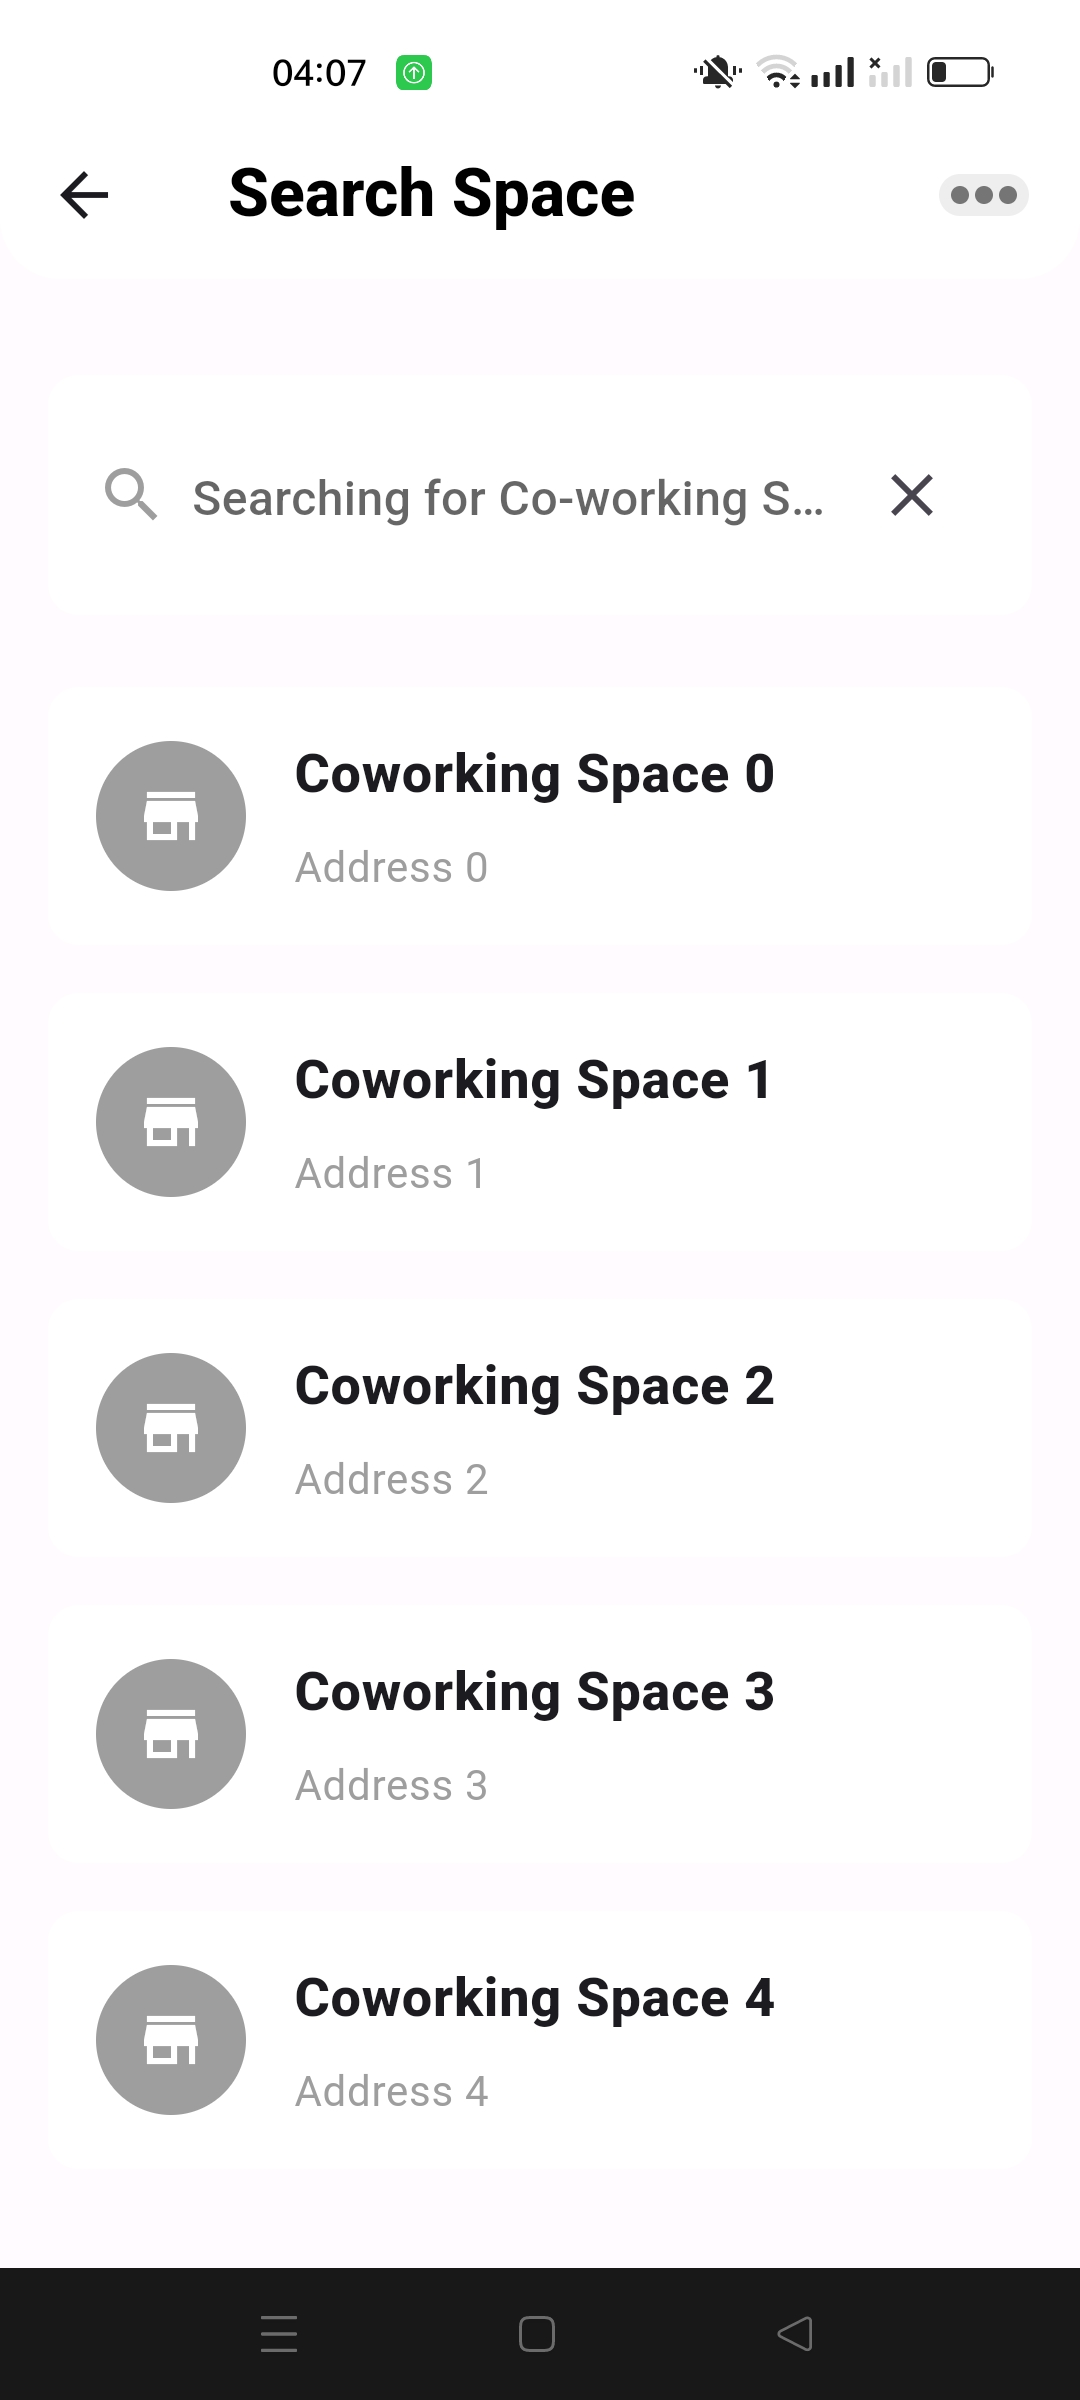 04:07
Search Space
Searching for Co-working S...
Coworking Space 0
Address 0
Coworking Space 1
Address 1
Coworking Space 2
Address 2
Coworking Space 3
Address 3
Coworking Space 4
Address 4